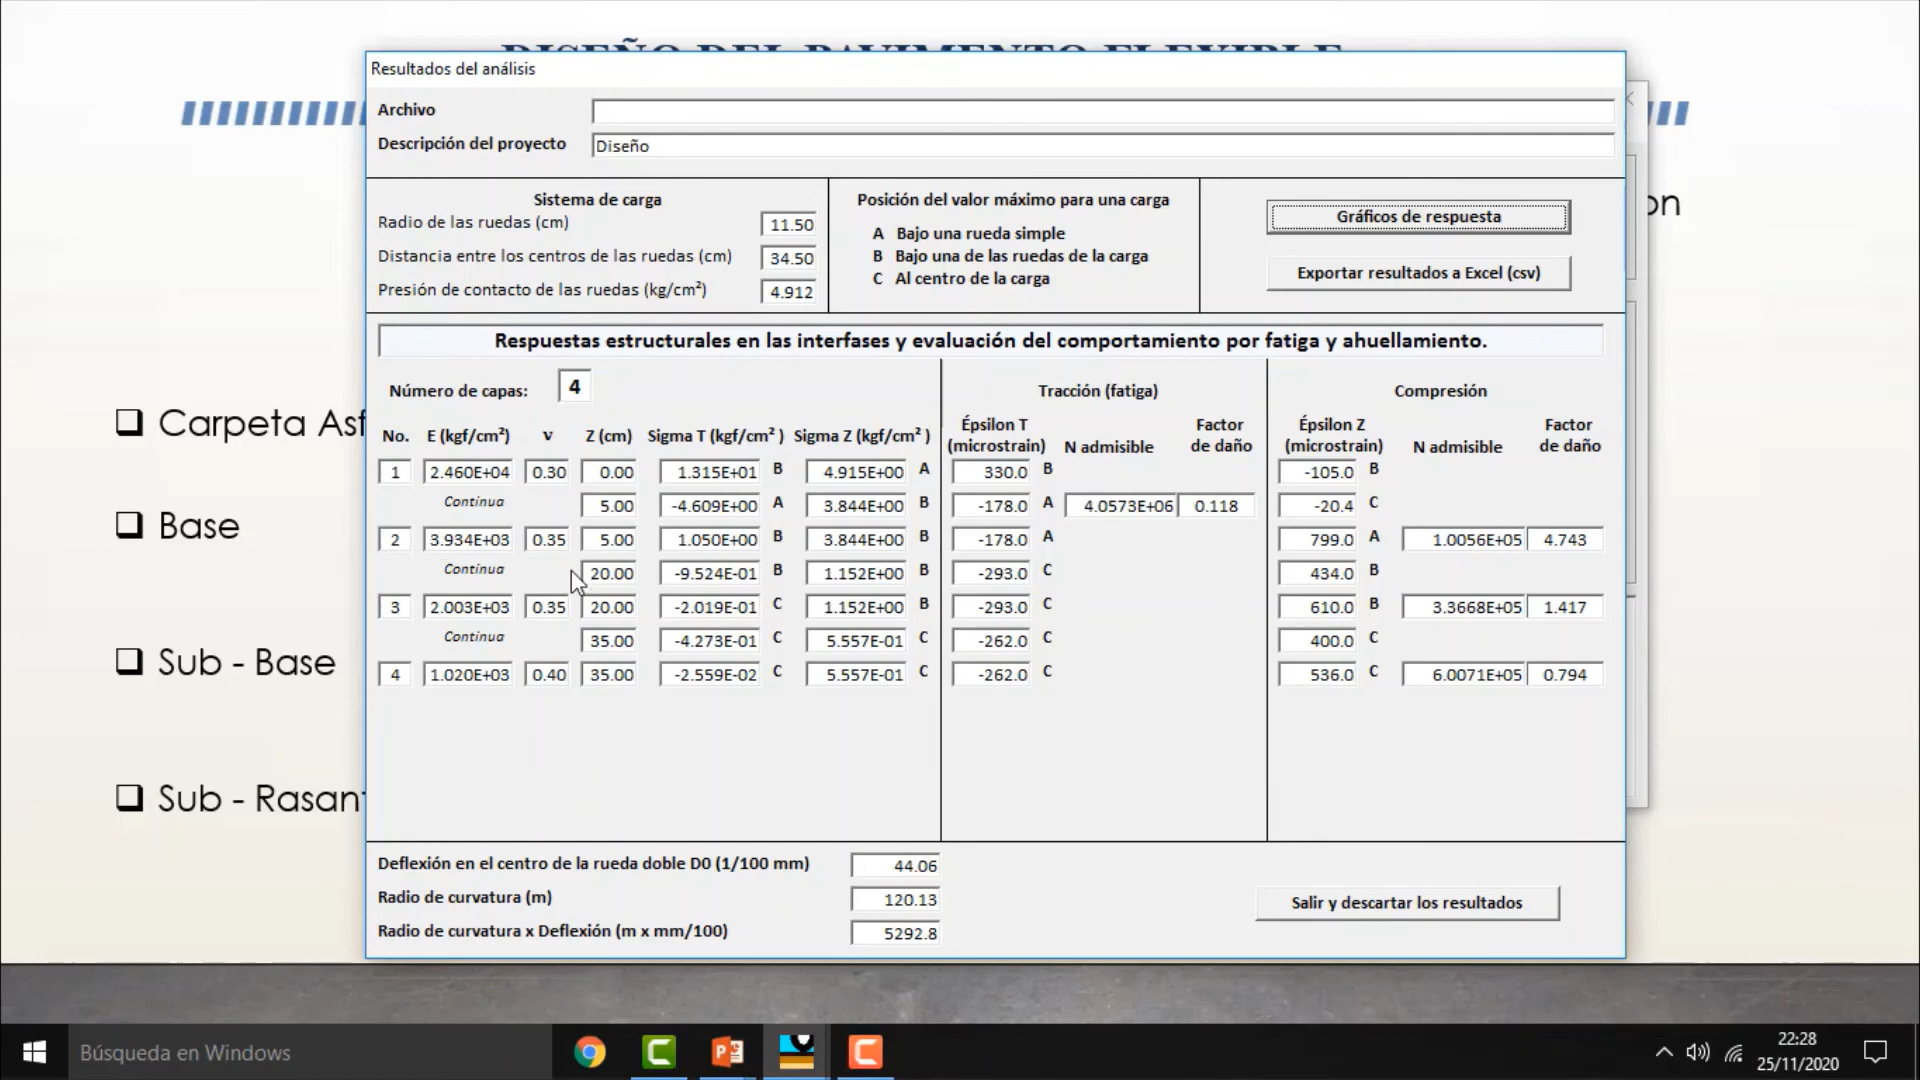 DISEÑO DEL PAVIMENTO FLEXIBLE
Resultados del análisis
Archivo
Descripción del proyecto Diseño
Sistema de carga
Radio de las ruedas (cm) 11.50
Distancia entre los centros de las ruedas (cm) 34.50
Presión de contacto de las ruedas (kg/cm²) 4.912
Posición del valor máximo para una carga
A Bajo una rueda simple
B Bajo una de las ruedas de la carga
C Al centro de la carga
Gráficos de respuesta
Exportar resultados a Excel (csv)
on
Respuestas estructurales en las interfases y evaluación del comportamiento por fatiga y ahuellamiento.
Número de capas: 4
Tracción (fatiga)
Compresión
No. E (kgf/cm²) v Z (cm) Sigma T (kgf/cm² ) Sigma Z (kgf/cm² ) Épsilon T (microstrain) N admisible Factor de daño Épsilon Z (microstrain) N admisible Factor de daño
1 2.460E+04 0.30 0.00 1.315E+01 B 4.915E+00 A 330.0 B -105.0 B
Continua 5.00 -4.609E+00 A 3.844E+00 B -178.0 A 4.0573E+06 0.118 -20.4 C
2 3.934E+03 0.35 5.00 1.050E+00 B 3.844E+00 B -178.0 A 799.0 A 1.0056E+05 4.743
Continua 20.00 -9.524E-01 B 1.152E+00 B -293.0 C 434.0 B
3 2.003E+03 0.35 20.00 -2.019E-01 C 1.152E+00 B -293.0 C 610.0 B 3.3668E+05 1.417
Continua 35.00 -4.273E-01 C 5.557E-01 C -262.0 C 400.0 C
4 1.020E+03 0.40 35.00 -2.559E-02 C 5.557E-01 C -262.0 C 536.0 C 6.0071E+05 0.794
Deflexión en el centro de la rueda doble D0 (1/100 mm) 44.06
Radio de curvatura (m) 120.13
Radio de curvatura x Deflexión (m x mm/100) 5292.8
Salir y descartar los resultados
Carpeta Asf
Base
Sub - Base
Sub - Rasant
Búsqueda en Windows
22:28
25/11/2020